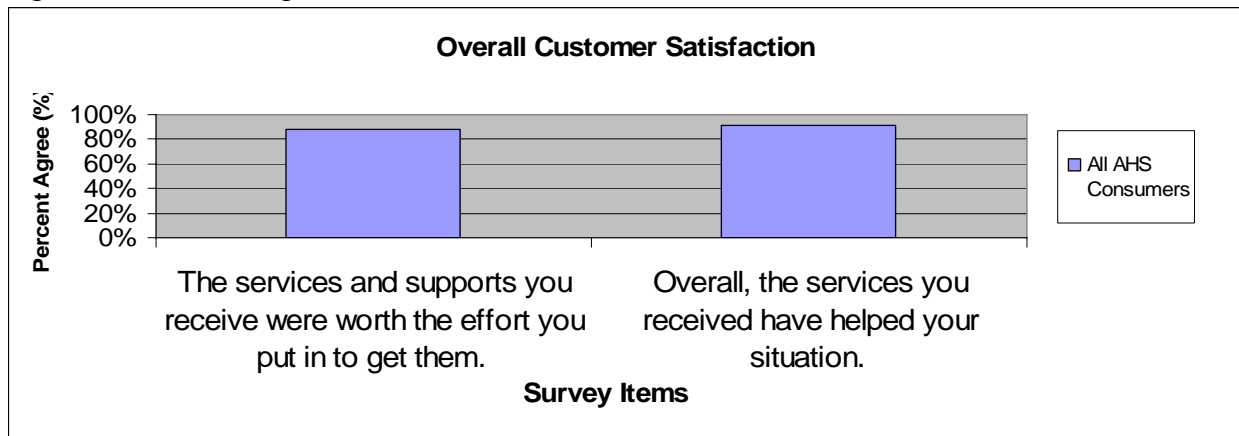 Overall Customer Satisfaction
Percent Agree (%)
100%
80%
60%
40%
20%
0%
The services and supports you
receive were worth the effort you
put in to get them.
Overall, the services you
received have helped your
situation.
Survey Items
All AHS
Consumers